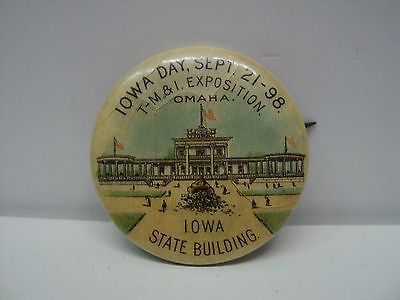 IOWA DAY, SEPT. 21-98.
T-M. & I. EXPOSITION.
OMAHA.
IOWA
STATE BUILDING.